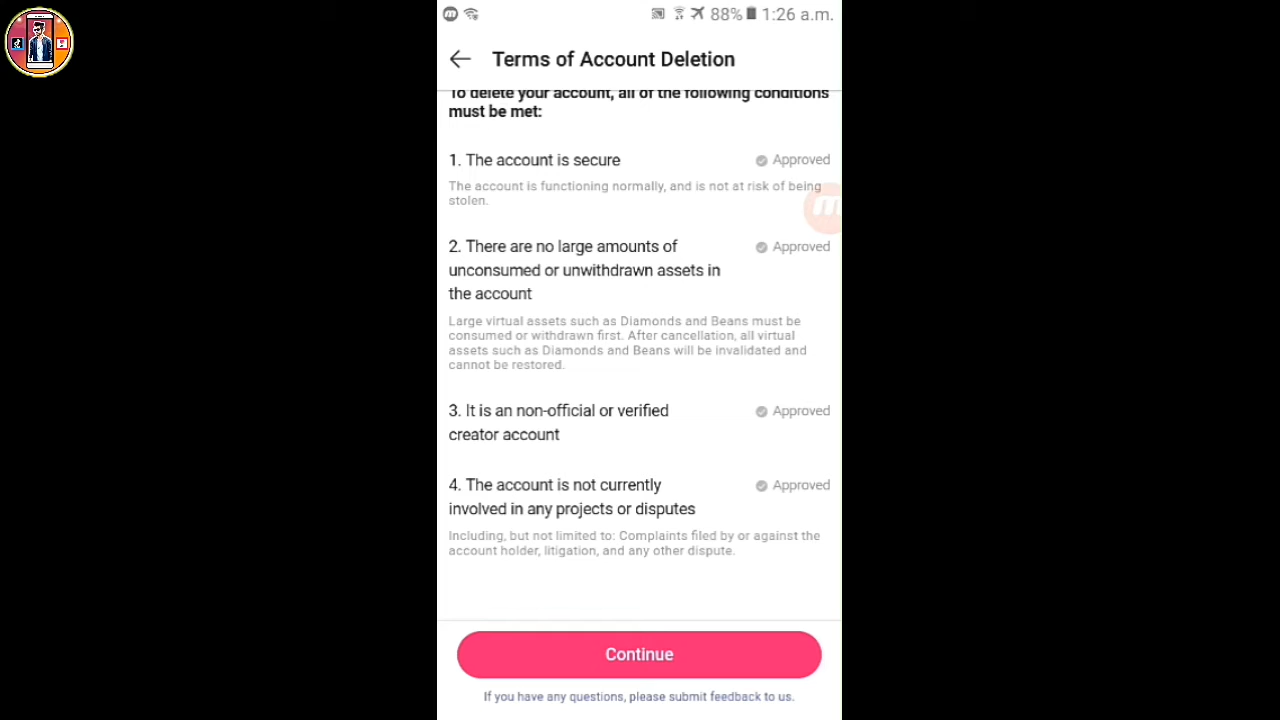 88% 1:26 a.m.
Terms of Account Deletion
To delete your account, all of the following conditions
must be met:
1. The account is secure
Approved
The account is functioning normally, and is not at risk of being
stolen.
2. There are no large amounts of
Approved
unconsumed or unwithdrawn assets in
the account
Large virtual assets such as Diamonds and Beans must be
consumed or withdrawn first. After cancellation, all virtual
assets such as Diamonds and Beans will be invalidated and
cannot be restored.
3. It is an non-official or verified
Approved
creator account
4. The account is not currently
Approved
involved in any projects or disputes
Including, but not limited to: Complaints filed by or against the
account holder, litigation, and any other dispute.
Continue
If you have any questions, please submit feedback to us.